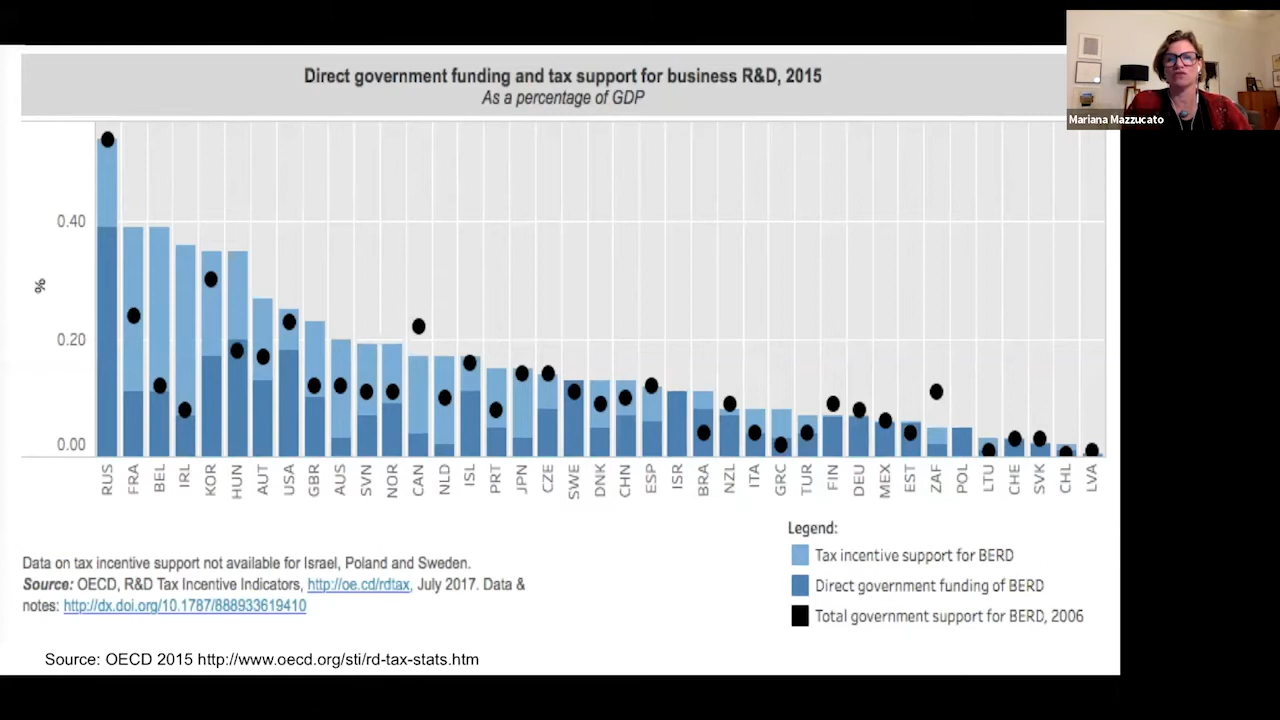 Direct government funding and tax support for business R&D, 2015
As a percentage of GDP
Mariana Mazzucato
0.40
%
0.20
0.00
RUS FRA BEL IRL KOR HUN AUT USA GBR AUS SVN NOR CAN NLD ISL PRT JPN CZE SWE DNK CHN ESP ISR BRA NZL ITA GRC TUR FIN DEU MEX EST ZAF POL LTU CHE SVK CHL LVA
Legend:
Tax incentive support for BERD
Direct government funding of BERD
Total government support for BERD, 2006
Data on tax incentive support not available for Israel, Poland and Sweden.
Source: OECD, R&D Tax Incentive Indicators, http://oe.cd/rdtax, July 2017. Data &
notes: http://dx.doi.org/10.1787/888933619410
Source: OECD 2015 http://www.oecd.org/sti/rd-tax-stats.htm